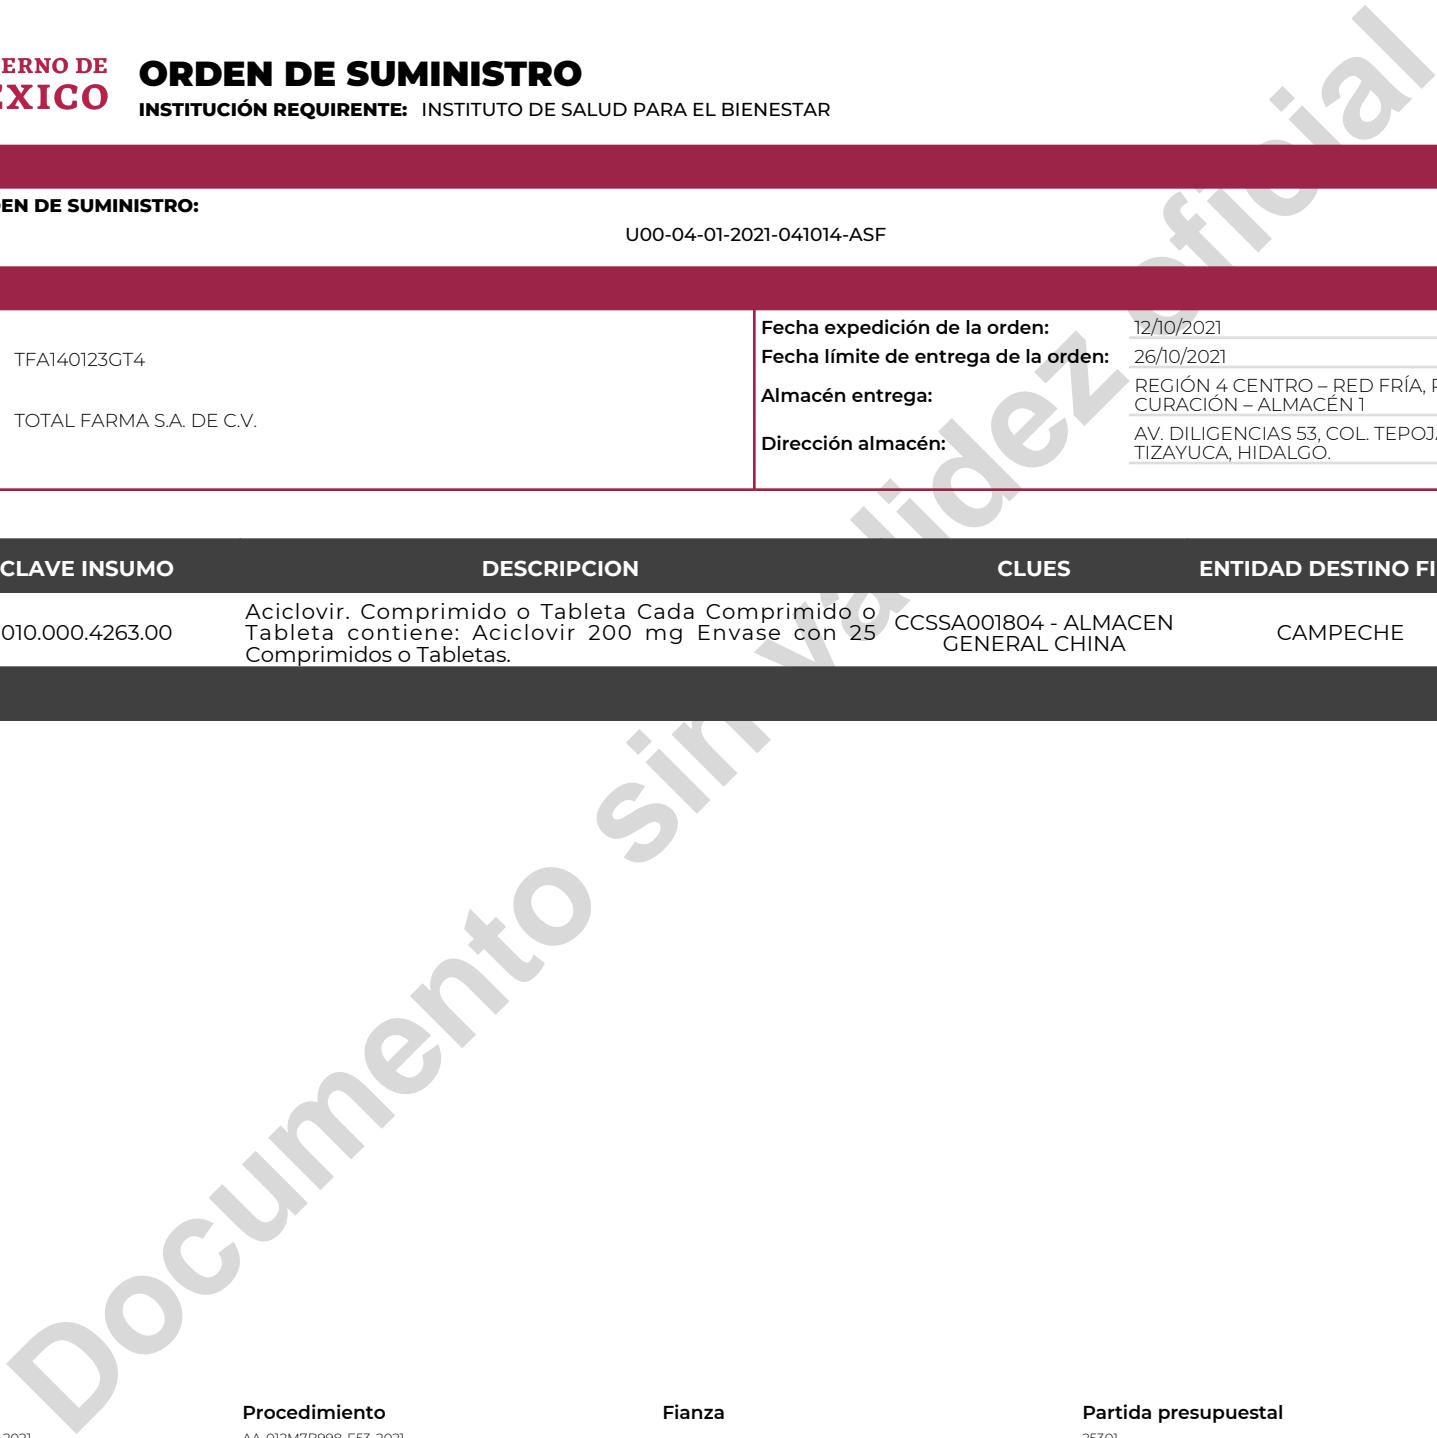 ERNO DE
EXICO
ORDEN DE SUMINISTRO
INSTITUCIÓN REQUIRENTE: INSTITUTO DE SALUD PARA EL BIENESTAR
EN DE SUMINISTRO:
U00-04-01-2021-041014-ASF
TFA140123GT4
TOTAL FARMA S.A. DE C.V.
Fecha expedición de la orden: 12/10/2021
Fecha límite de entrega de la orden: 26/10/2021
Almacén entrega: REGIÓN 4 CENTRO – RED FRÍA,
CURACIÓN – ALMACÉN 1
Dirección almacén: AV. DILIGENCIAS 53, COL. TEPOJ
TIZAYUCA, HIDALGO.
CLAVE INSUMO DESCRIPCION CLUES ENTIDAD DESTINO FI
010.000.4263.00 Aciclovir. Comprimido o Tableta Cada Comprimido o
Tableta contiene: Aciclovir 200 mg Envase con 25
Comprimidos o Tabletas.
CCSSA001804 - ALMACEN
GENERAL CHINA
CAMPECHE
Documento sin validez oficial
Procedimiento Fianza Partida presupuestal